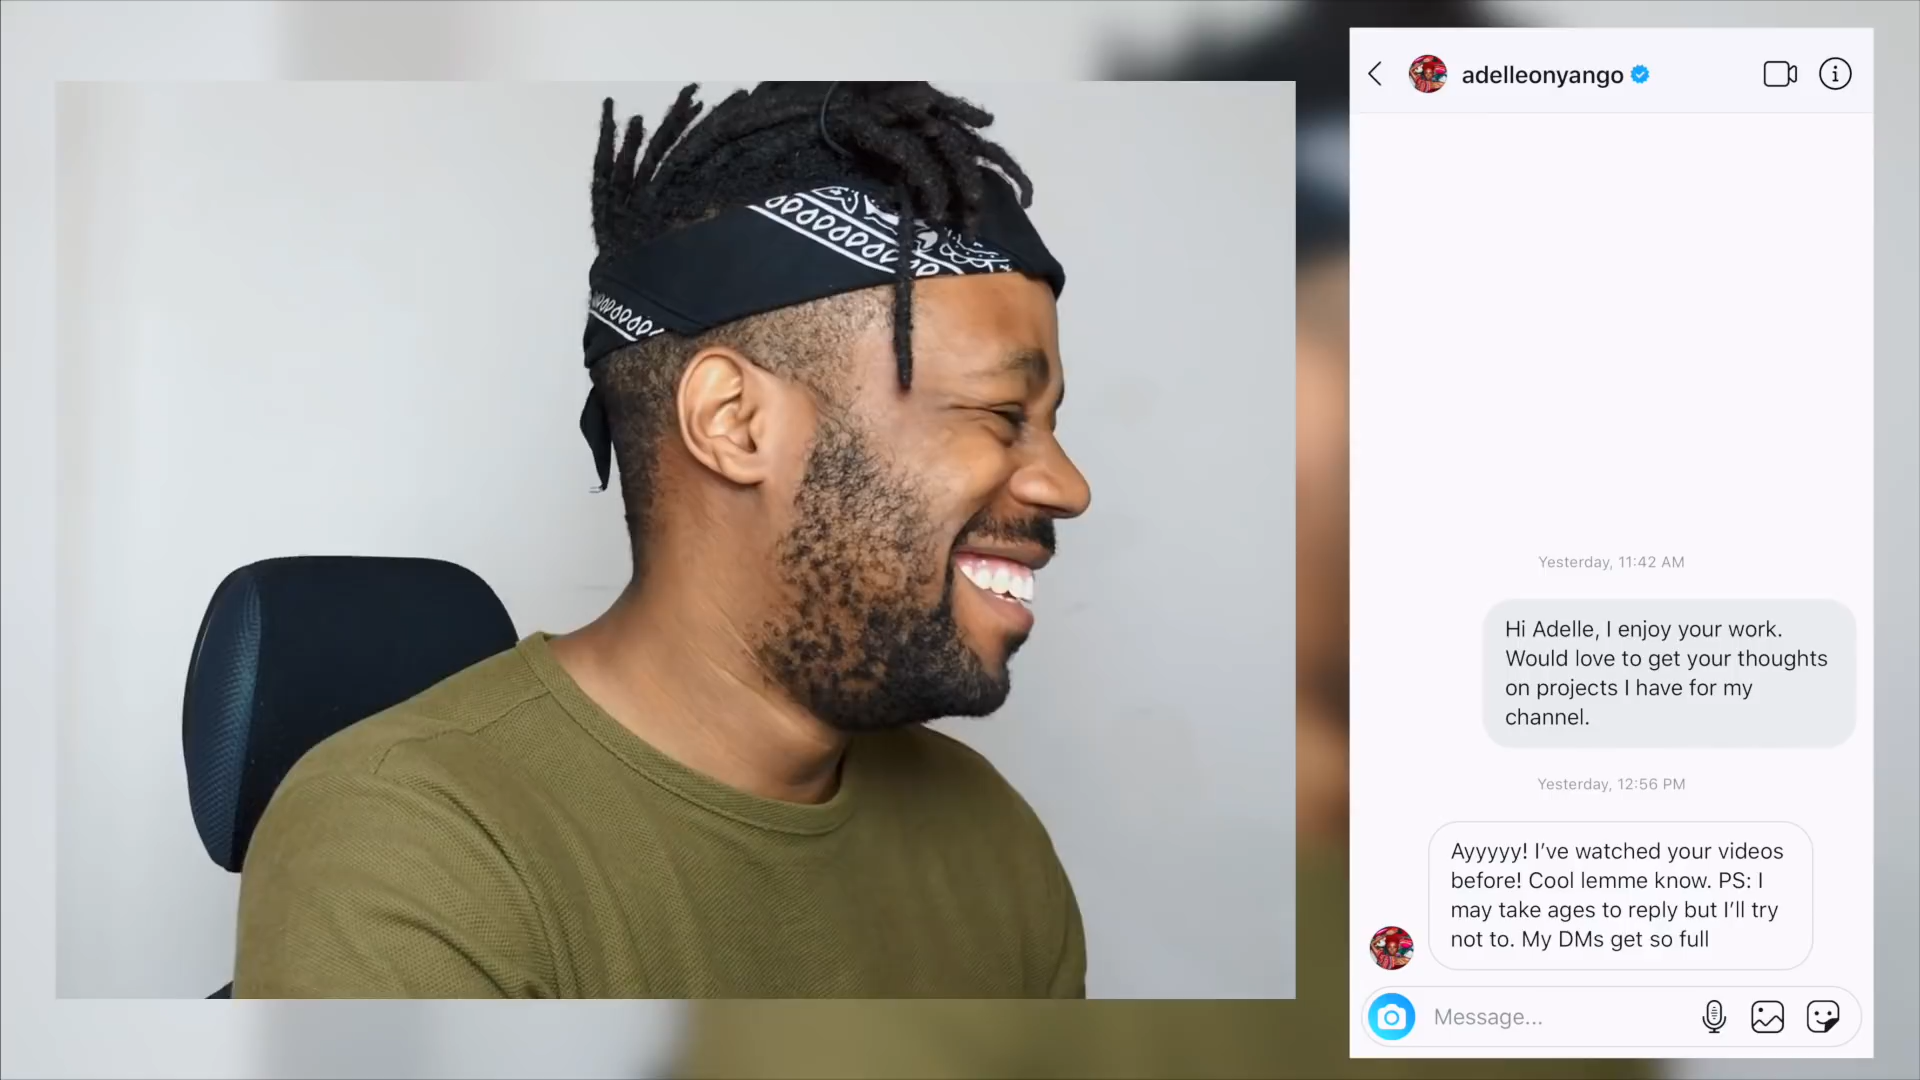 adelleonyango
Yesterday, 11:42 AM
Hi Adelle, I enjoy your work.
Would love to get your thoughts
on projects I have for my
channel.
Yesterday, 12:56 PM
Ayyyyy! I’ve watched your videos
before! Cool lemme know. PS: I
may take ages to reply but I’ll try
not to. My DMs get so full
Message...